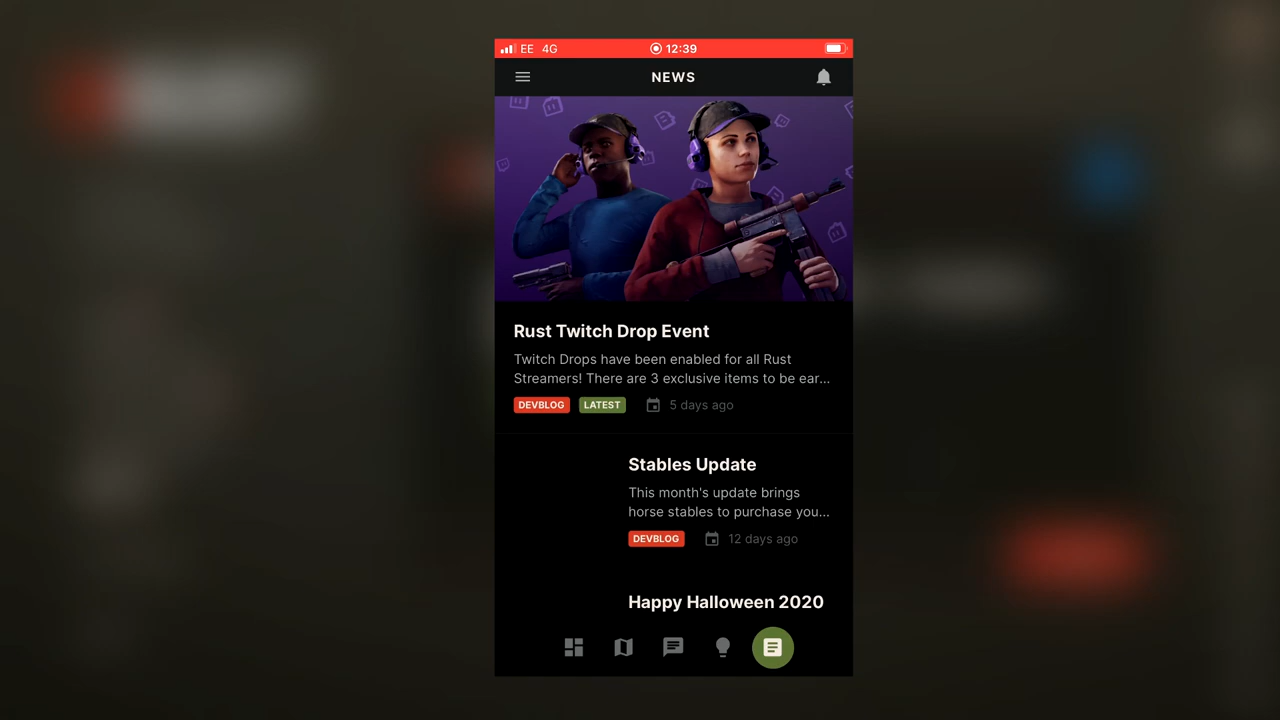 EE 4G 12:39
NEWS
Rust Twitch Drop Event
Twitch Drops have been enabled for all Rust
Streamers! There are 3 exclusive items to be ear...
DEVBLOG LATEST 5 days ago
Stables Update
This month's update brings
horse stables to purchase you...
DEVBLOG 12 days ago
Happy Halloween 2020